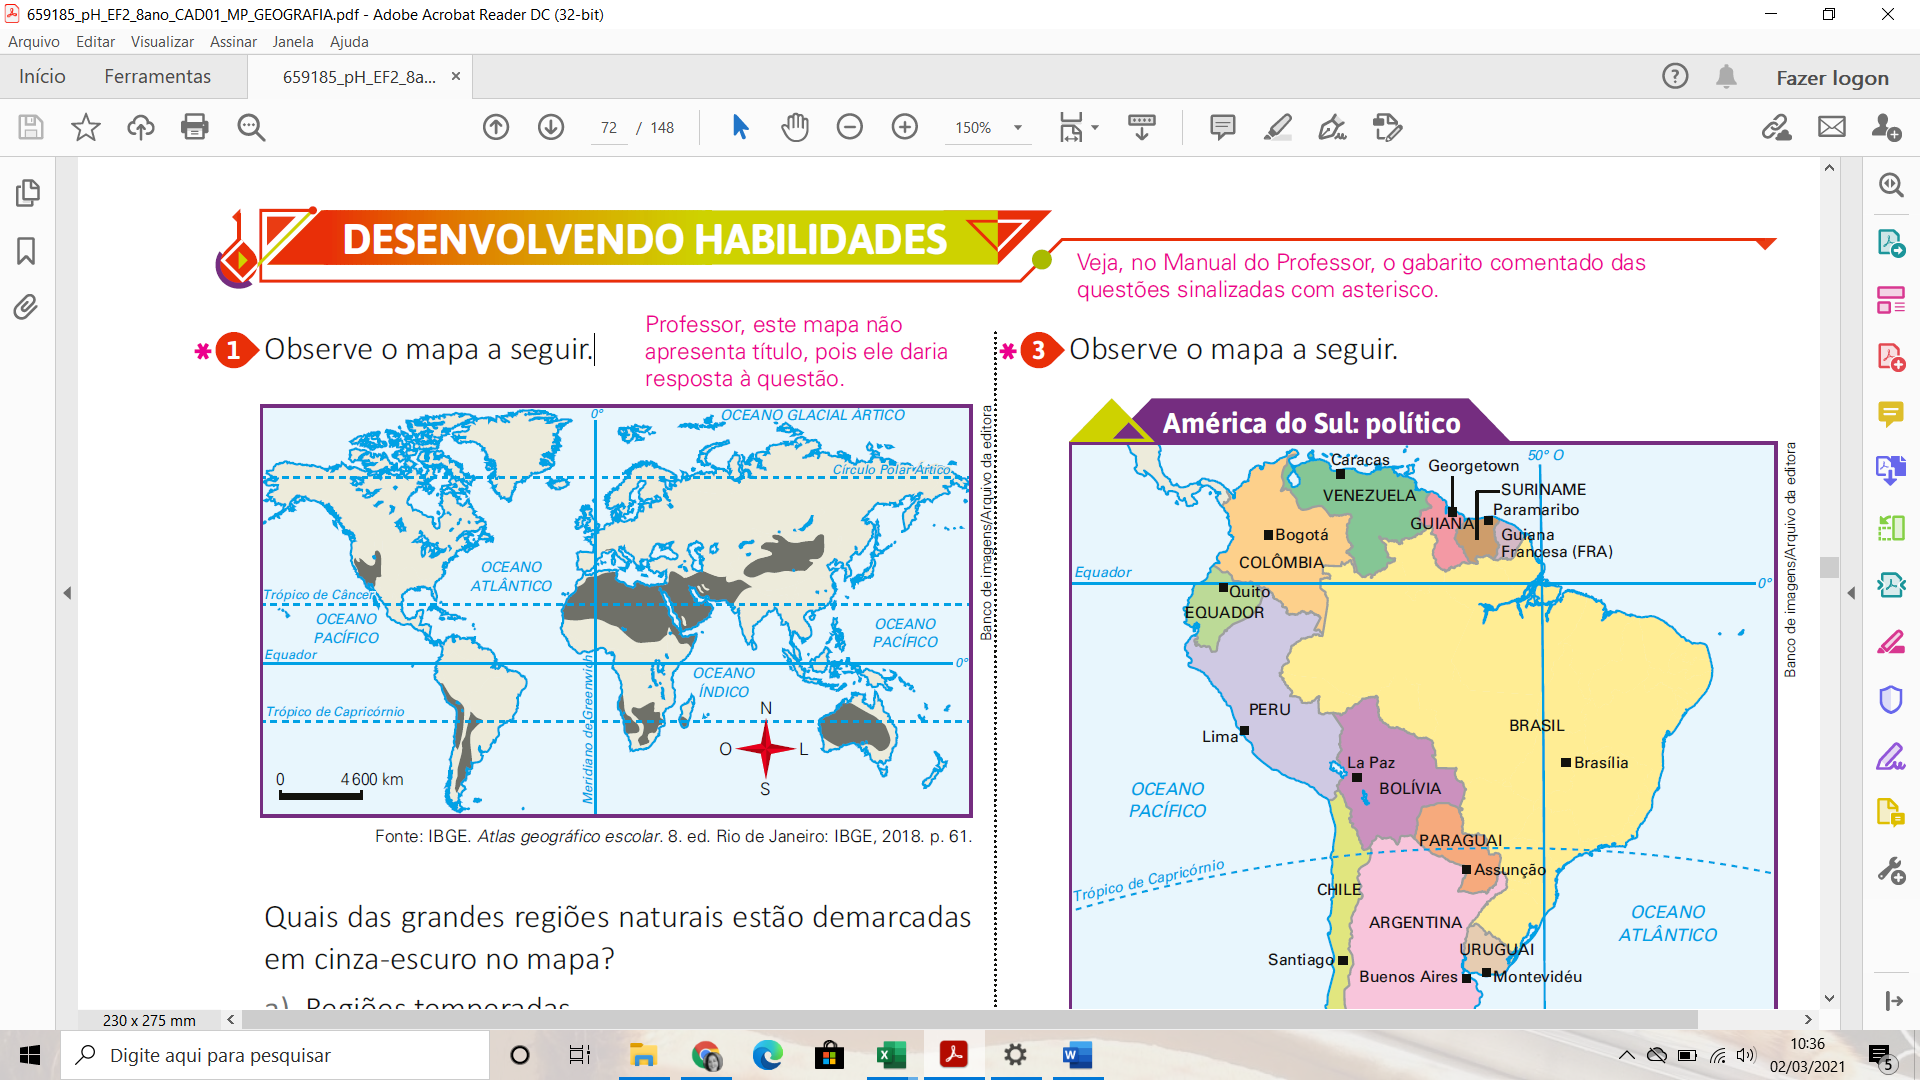 659185_pH_EF2_8ano_CAD01_MP_GEOGRAFIA.pdf - Adobe Acrobat Reader DC (32-bit)
Arquivo Editar Visualizar Assinar Janela Ajuda
Início Ferramentas 659185_pH_EF2_8a... Fazer logon
72 / 148 150%
DESENVOLVENDO HABILIDADES
Veja, no Manual do Professor, o gabarito comentado das
questões sinalizadas com asterisco.
* 1 Observe o mapa a seguir.
Professor, este mapa não
apresenta título, pois ele daria
resposta à questão.
0°
OCEANO GLACIAL ÁRTICO
Círculo Polar Ártico
OCEANO
ATLÂNTICO
Trópico de Câncer
OCEANO
PACÍFICO
OCEANO
PACÍFICO
Equador
0°
OCEANO
ÍNDICO
Trópico de Capricórnio
Meridiano de Greenwich
N
O L
S
0 4 600 km
Banco de imagens/Arquivo da editora
Fonte: IBGE. Atlas geográfico escolar. 8. ed. Rio de Janeiro: IBGE, 2018. p. 61.
Quais das grandes regiões naturais estão demarcadas
em cinza-escuro no mapa?
a) Regiões temperadas
* 3 Observe o mapa a seguir.
América do Sul: político
50° O
Caracas
Georgetown
VENEZUELA
SURINAME
Paramaribo
GUIANA
Guiana
Francesa (FRA)
Bogotá
COLÔMBIA
Equador
0°
Quito
EQUADOR
PERU
Lima
BRASIL
Brasília
La Paz
BOLÍVIA
OCEANO
PACÍFICO
PARAGUAI
Trópico de Capricórnio
Assunção
CHILE
ARGENTINA
OCEANO
ATLÂNTICO
URUGUAI
Santiago
Buenos Aires
Montevidéu
Banco de imagens/Arquivo da editora
230 x 275 mm
Digite aqui para pesquisar
10:36
02/03/2021
5